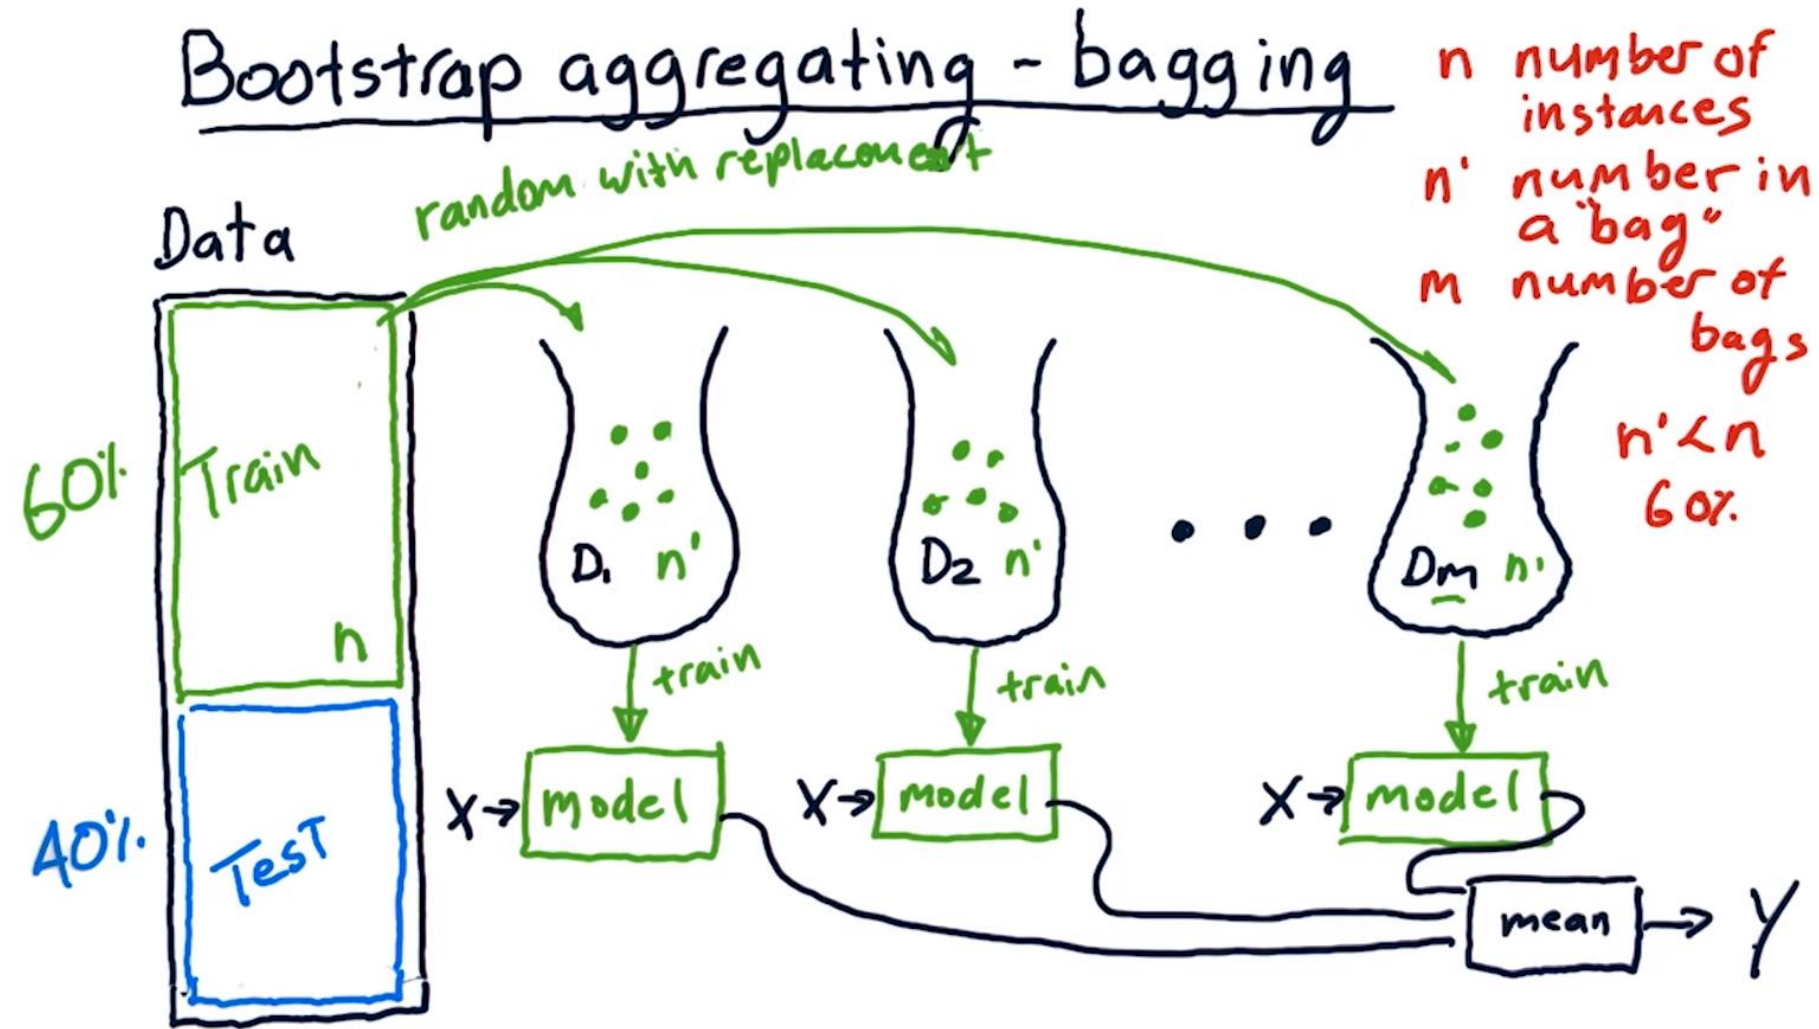 Bootstrap aggregating - bagging
random with replacement
n number of
instances
n' number in
a "bag"
m number of
bags
n' < n
60%
Data
60%
Train
n
40%
Test
D1 n'
D2 n'
. . .
Dm n'
train
train
train
X→ model
X→ model
X→ model
mean → Y